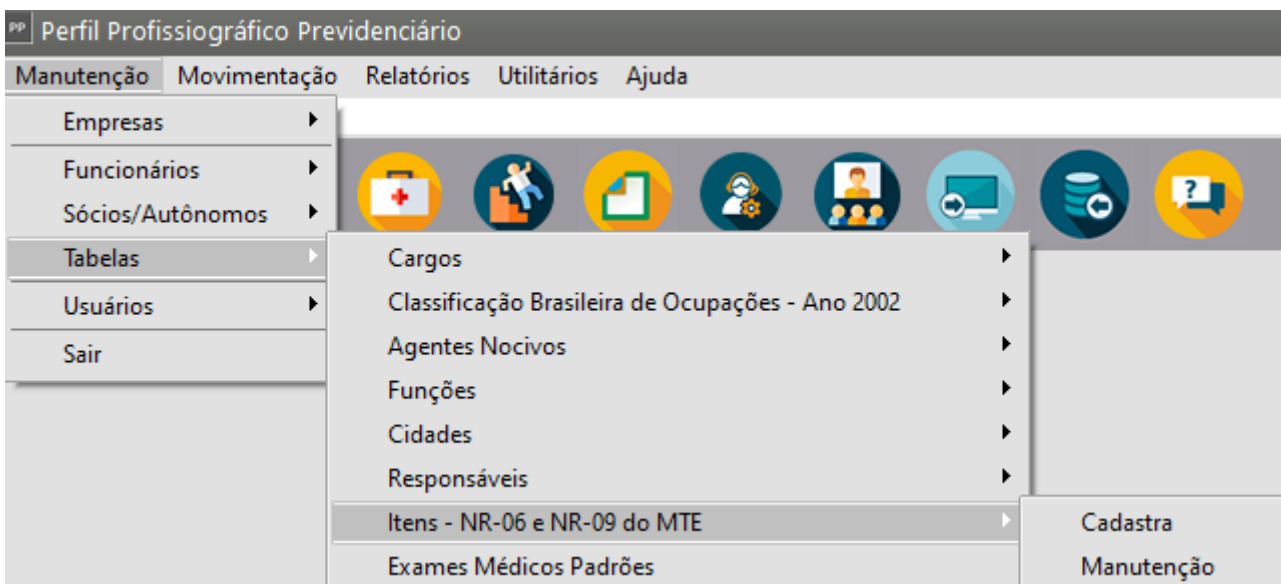 PP Perfil Profissiográfico Previdenciário
Manutenção Movimentação Relatórios Utilitários Ajuda
Empresas
Funcionários
Sócios/Autônomos
Tabelas
Usuários
Sair
?
Cargos
Classificação Brasileira de Ocupações - Ano 2002
Agentes Nocivos
Funções
Cidades
Responsáveis
Itens - NR-06 e NR-09 do MTE
Exames Médicos Padrões
Cadastra
Manutenção